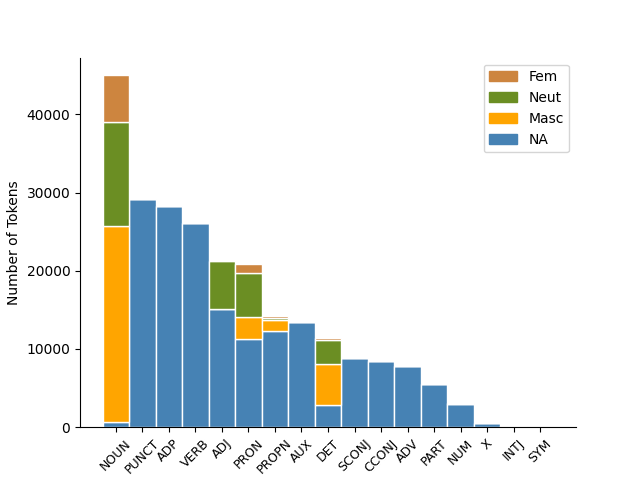 Fem
Neut
Masc
NA
Number of Tokens
40000
30000
20000
10000
0
NOUN
PUNCT
ADP
VERB
ADJ
PRON
PROPN
AUX
DET
SCONJ
CCONJ
ADV
PART
NUM
X
INTJ
SYM